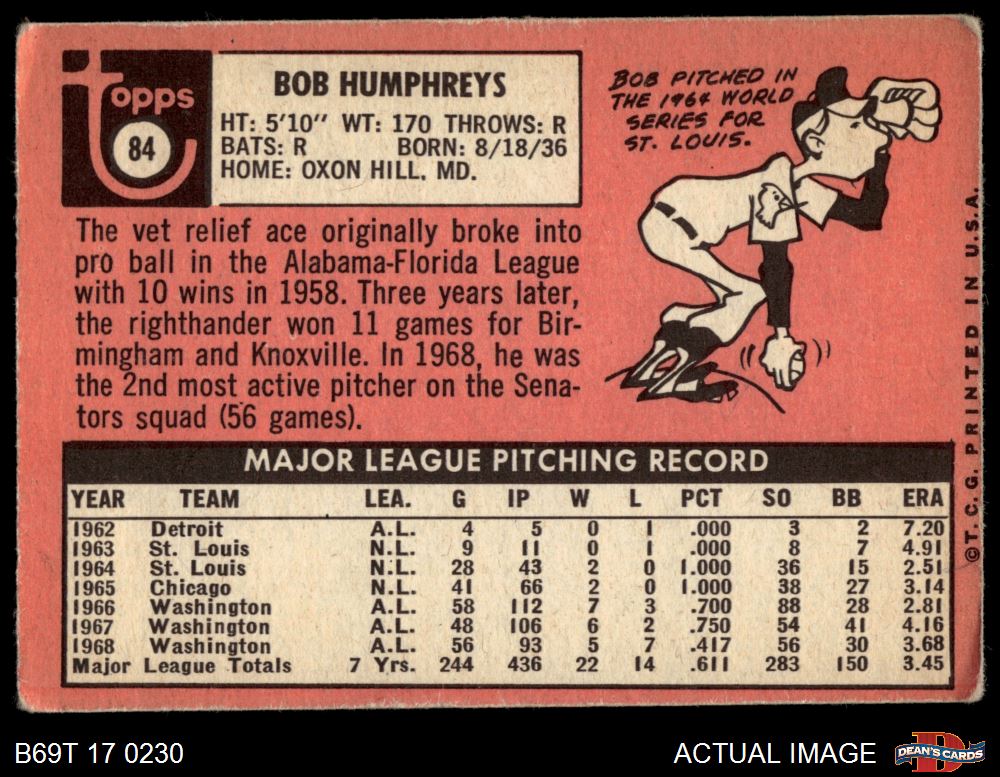 topps
84
BOB HUMPHREYS
HT: 5'10" WT: 170 THROWS: R
BATS: R BORN: 8/18/36
HOME: OXON HILL, MD.
BOB PITCHED IN
THE 1964 WORLD
SERIES FOR
ST. LOUIS.
The vet relief ace originally broke into
pro ball in the Alabama-Florida League
with 10 wins in 1958. Three years later,
the righthander won 11 games for Bir-
mingham and Knoxville. In 1968, he was
the 2nd most active pitcher on the Sena-
tors squad (56 games).
MAJOR LEAGUE PITCHING RECORD
YEAR TEAM LEA. G IP W L PCT SO BB ERA
1962 Detroit A.L. 4 5 0 1 .000 3 2 7.20
1963 St. Louis N.L. 9 11 0 1 .000 8 7 4.91
1964 St. Louis N.L. 28 43 2 0 1.000 36 15 2.51
1965 Chicago N.L. 41 66 2 0 1.000 38 27 3.14
1966 Washington A.L. 58 112 7 3 .700 88 28 2.81
1967 Washington A.L. 48 106 6 2 .750 54 41 4.16
1968 Washington A.L. 56 93 5 7 .417 56 30 3.68
Major League Totals 7 Yrs. 244 436 22 14 .611 283 150 3.45
©T.C.G. PRINTED IN U.S.A.
B69T 17 0230
ACTUAL IMAGE
DEAN'S CARDS